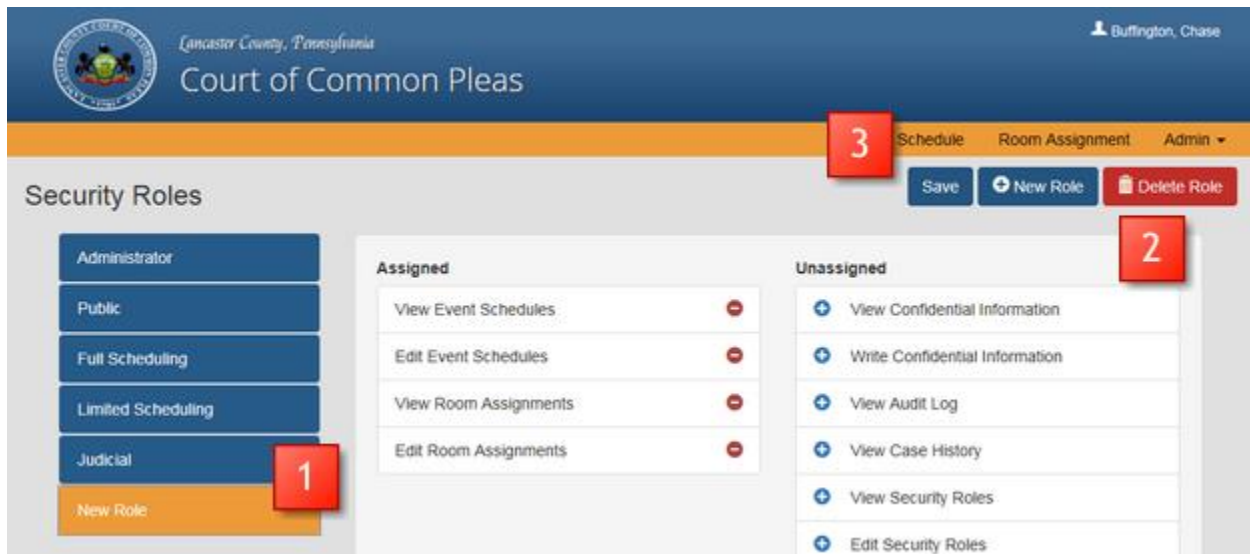 Buffington, Chase
Lancaster County, Pennsylvania
Court of Common Pleas
3
Schedule Room Assignment Admin
Security Roles
Save New Role Delete Role
2
Administrator
Public
Full Scheduling
Limited Scheduling
Judicial
1
New Role
Assigned
View Event Schedules
Edit Event Schedules
View Room Assignments
Edit Room Assignments
Unassigned
View Confidential Information
Write Confidential Information
View Audit Log
View Case History
View Security Roles
Edit Security Roles